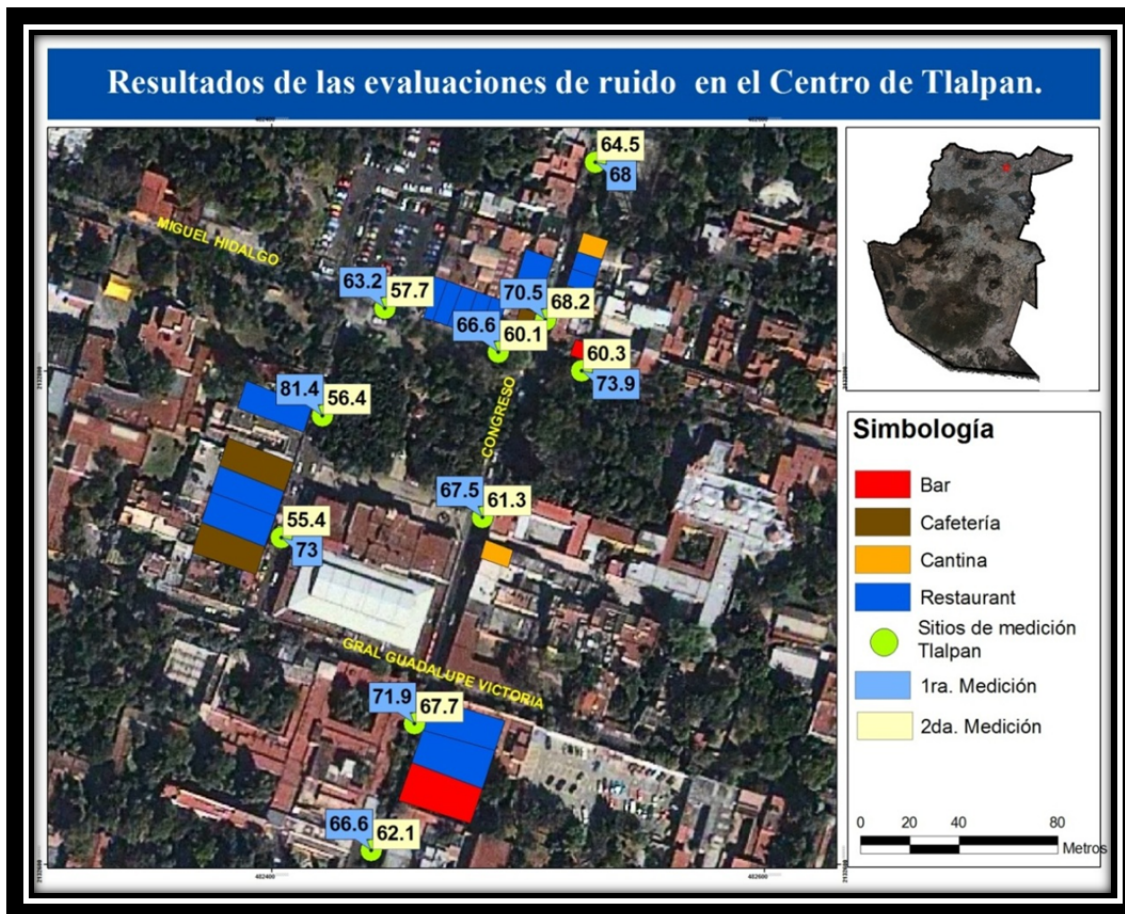 Resultados de las evaluaciones de ruido en el Centro de Tlalpan.
64.5
68
MIGUEL HIDALGO
63.2
57.7
70.5
68.2
66.6
60.1
60.3
73.9
81.4
56.4
CONGRESO
67.5
61.3
55.4
73
GRAL GUADALUPE VICTORIA
71.9
67.7
66.6
62.1
Simbología
Bar
Cafetería
Cantina
Restaurant
Sitios de medición
Tlalpan
1ra. Medición
2da. Medición
0 20 40 80
Metros
482400